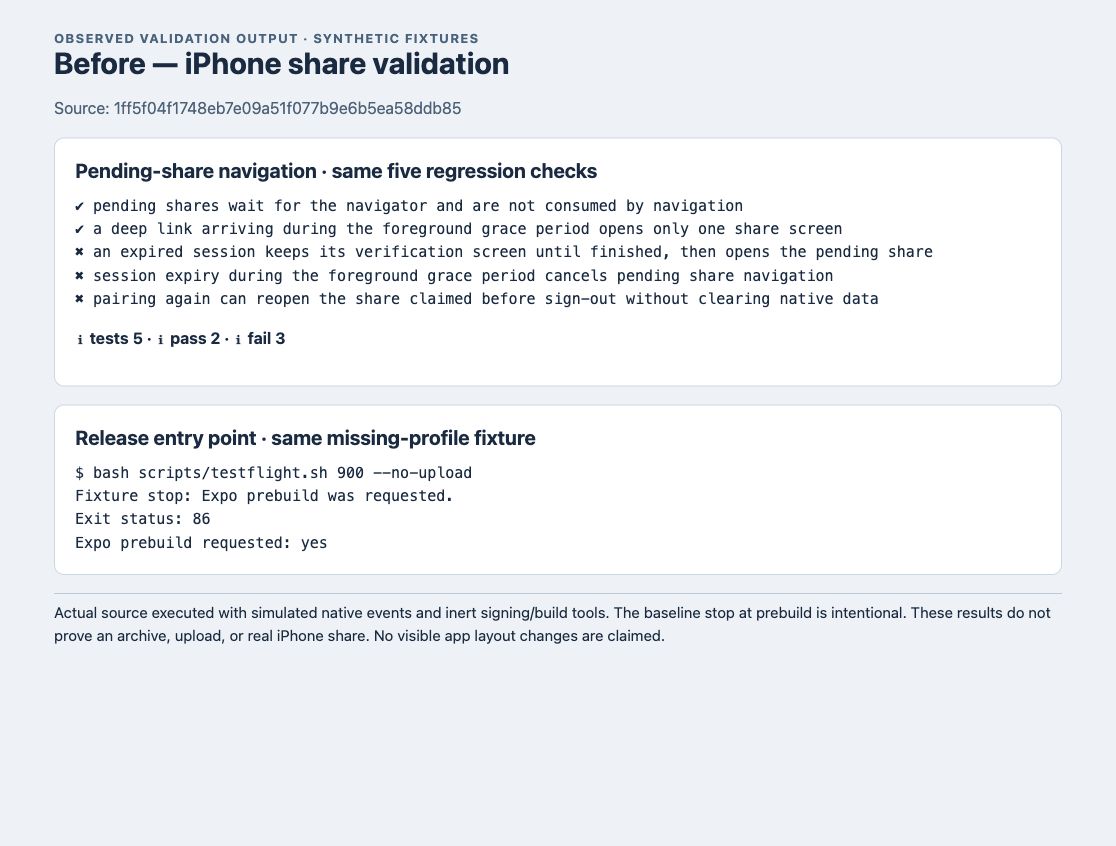 OBSERVED VALIDATION OUTPUT · SYNTHETIC FIXTURES
Before — iPhone share validation
Source: 1ff5f04f1748eb7e09a51f077b9e6b5ea58ddb85
Pending-share navigation · same five regression checks
✔ pending shares wait for the navigator and are not consumed by navigation
✔ a deep link arriving during the foreground grace period opens only one share screen
✖ an expired session keeps its verification screen until finished, then opens the pending share
✖ session expiry during the foreground grace period cancels pending share navigation
✖ pairing again can reopen the share claimed before sign-out without clearing native data
ℹ tests 5 · ℹ pass 2 · ℹ fail 3
Release entry point · same missing-profile fixture
$ bash scripts/testflight.sh 900 --no-upload
Fixture stop: Expo prebuild was requested.
Exit status: 86
Expo prebuild requested: yes
Actual source executed with simulated native events and inert signing/build tools. The baseline stop at prebuild is intentional. These results do not
prove an archive, upload, or real iPhone share. No visible app layout changes are claimed.